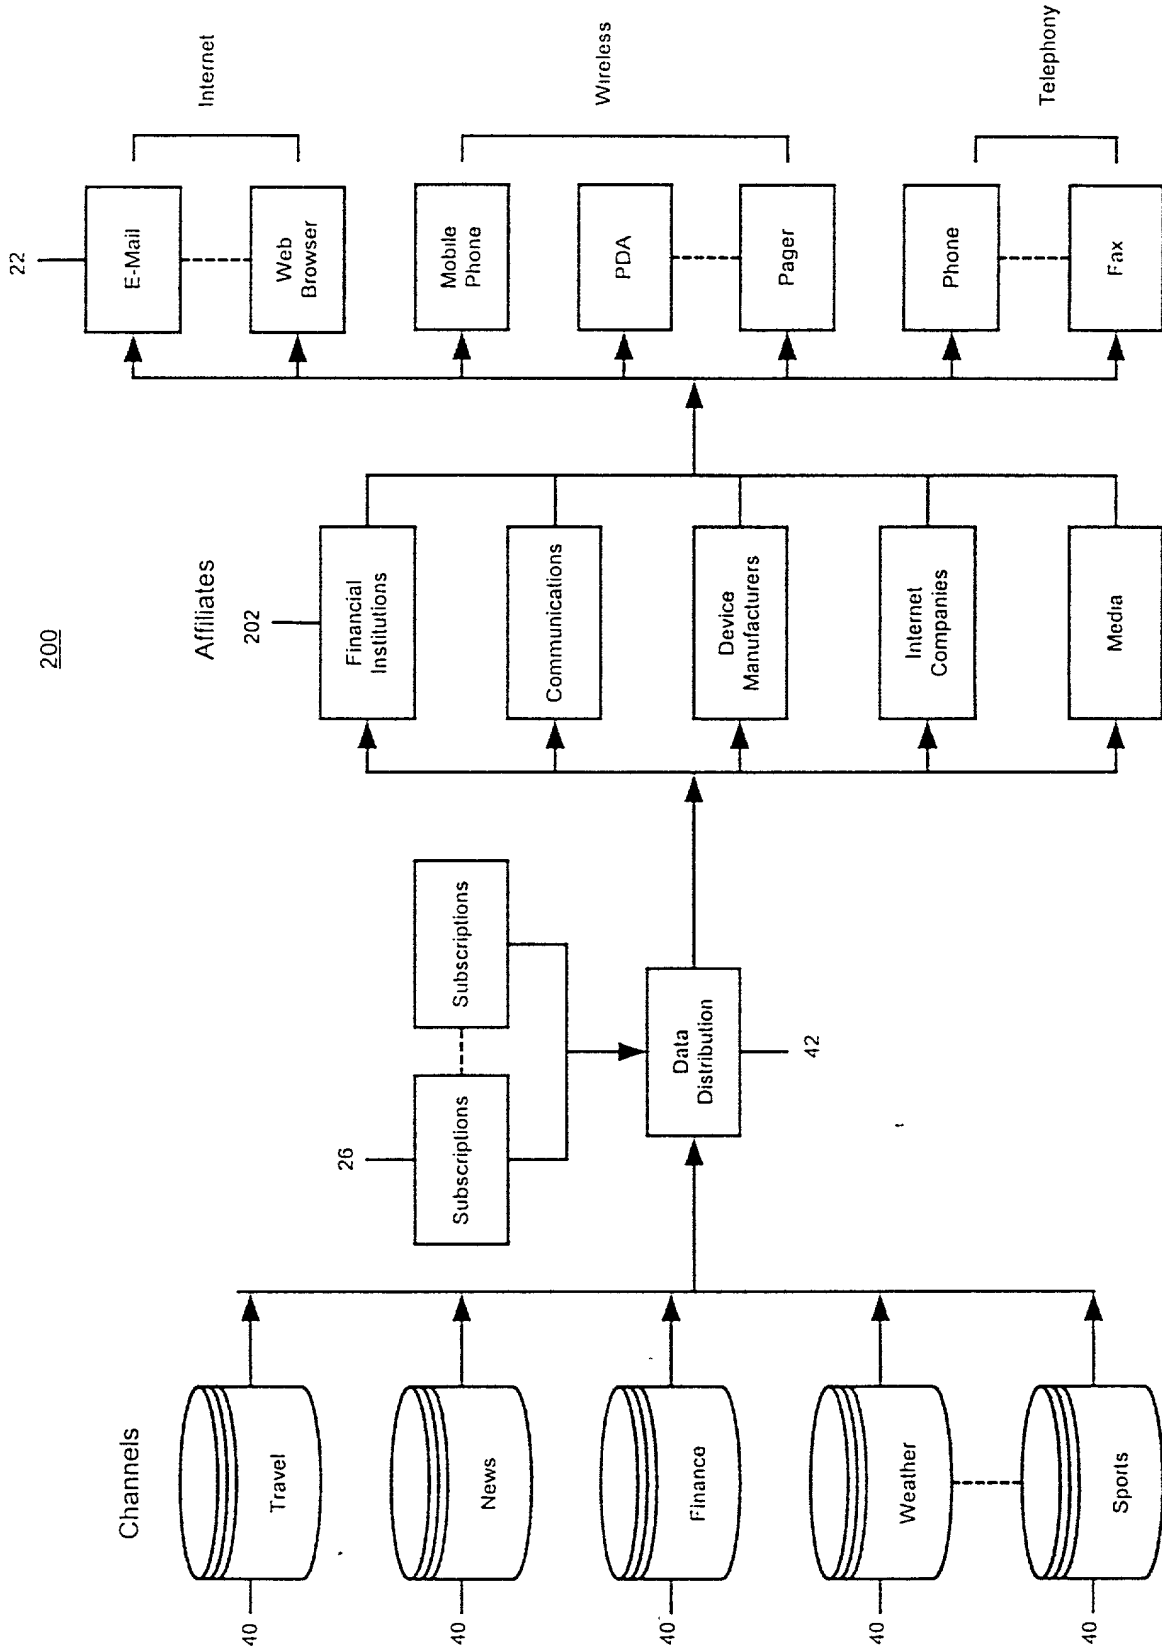 200
Channels
40
Travel
40
News
40
Finance
40
Weather
40
Sports
26
Subscriptions
Subscriptions
Data
Distribution
42
Affiliates
202
Financial
Institutions
Communications
Device
Manufacturers
Internet
Companies
Media
22
E-Mail
Web
Browser
Mobile
Phone
PDA
Pager
Phone
Fax
Internet
Wireless
Telephony